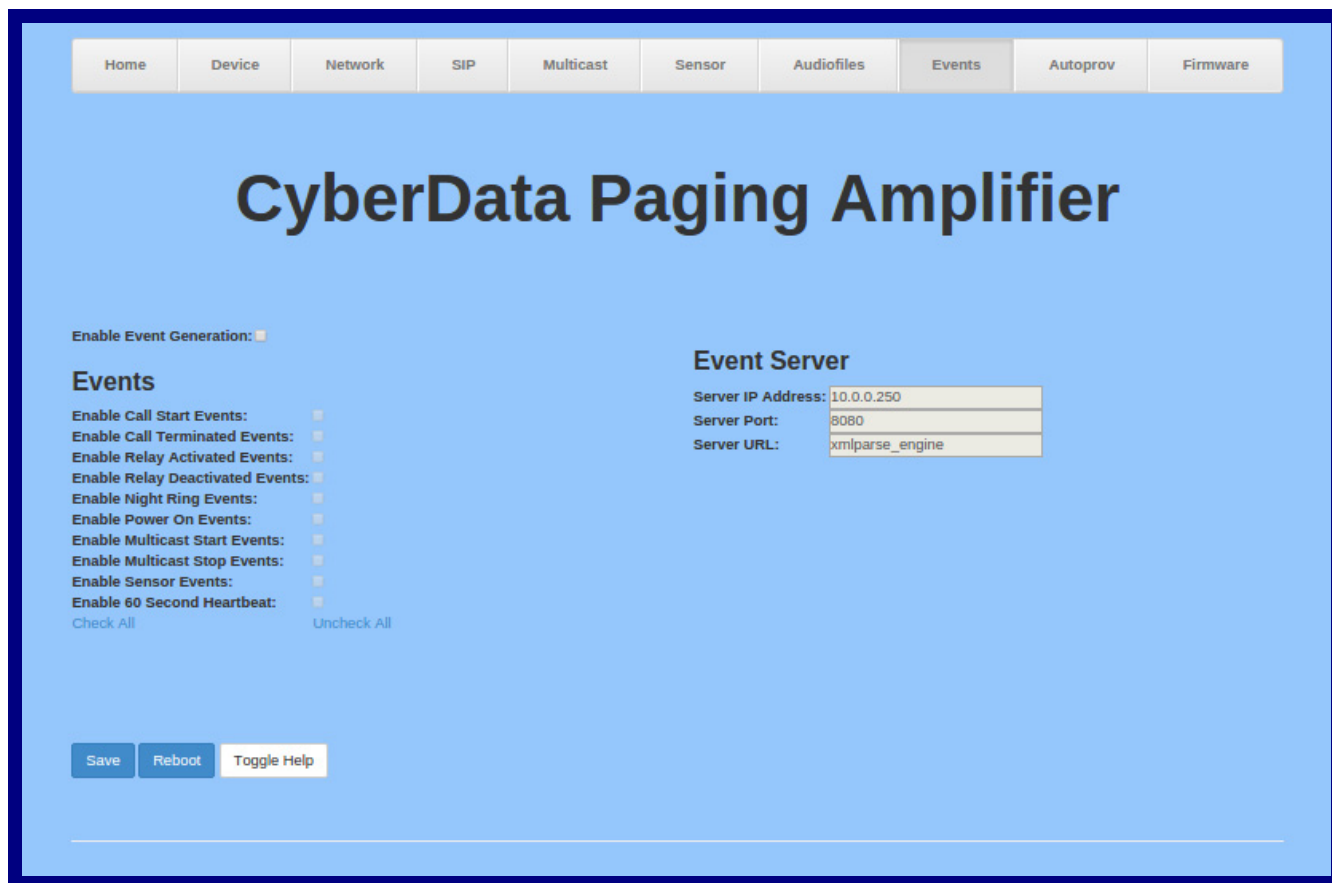 Home Device Network SIP Multicast Sensor Audiofiles Events Autoprov Firmware
CyberData Paging Amplifier
Enable Event Generation:
Events
Enable Call Start Events:
Enable Call Terminated Events:
Enable Relay Activated Events:
Enable Relay Deactivated Events:
Enable Night Ring Events:
Enable Power On Events:
Enable Multicast Start Events:
Enable Multicast Stop Events:
Enable Sensor Events:
Enable 60 Second Heartbeat:
Check All Uncheck All
Event Server
Server IP Address: 10.0.0.250
Server Port: 8080
Server URL: xmlparse_engine
Save Reboot Toggle Help